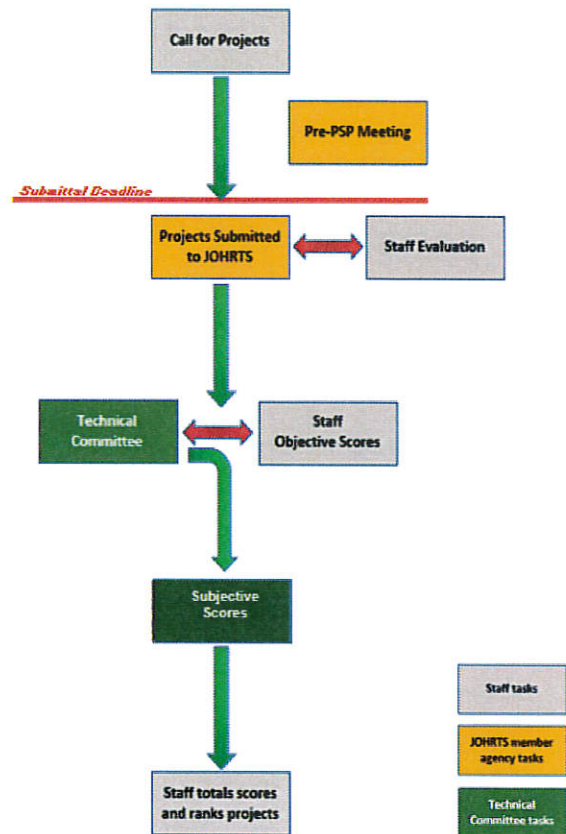 Call for Projects
Pre-PSP Meeting
Submittal Deadline
Projects Submitted
to JOHRTS
Staff Evaluation
Technical
Committee
Staff
Objective Scores
Subjective
Scores
Staff totals scores
and ranks projects
Staff tasks
JOHRTS member
agency tasks
Technical
Committee tasks